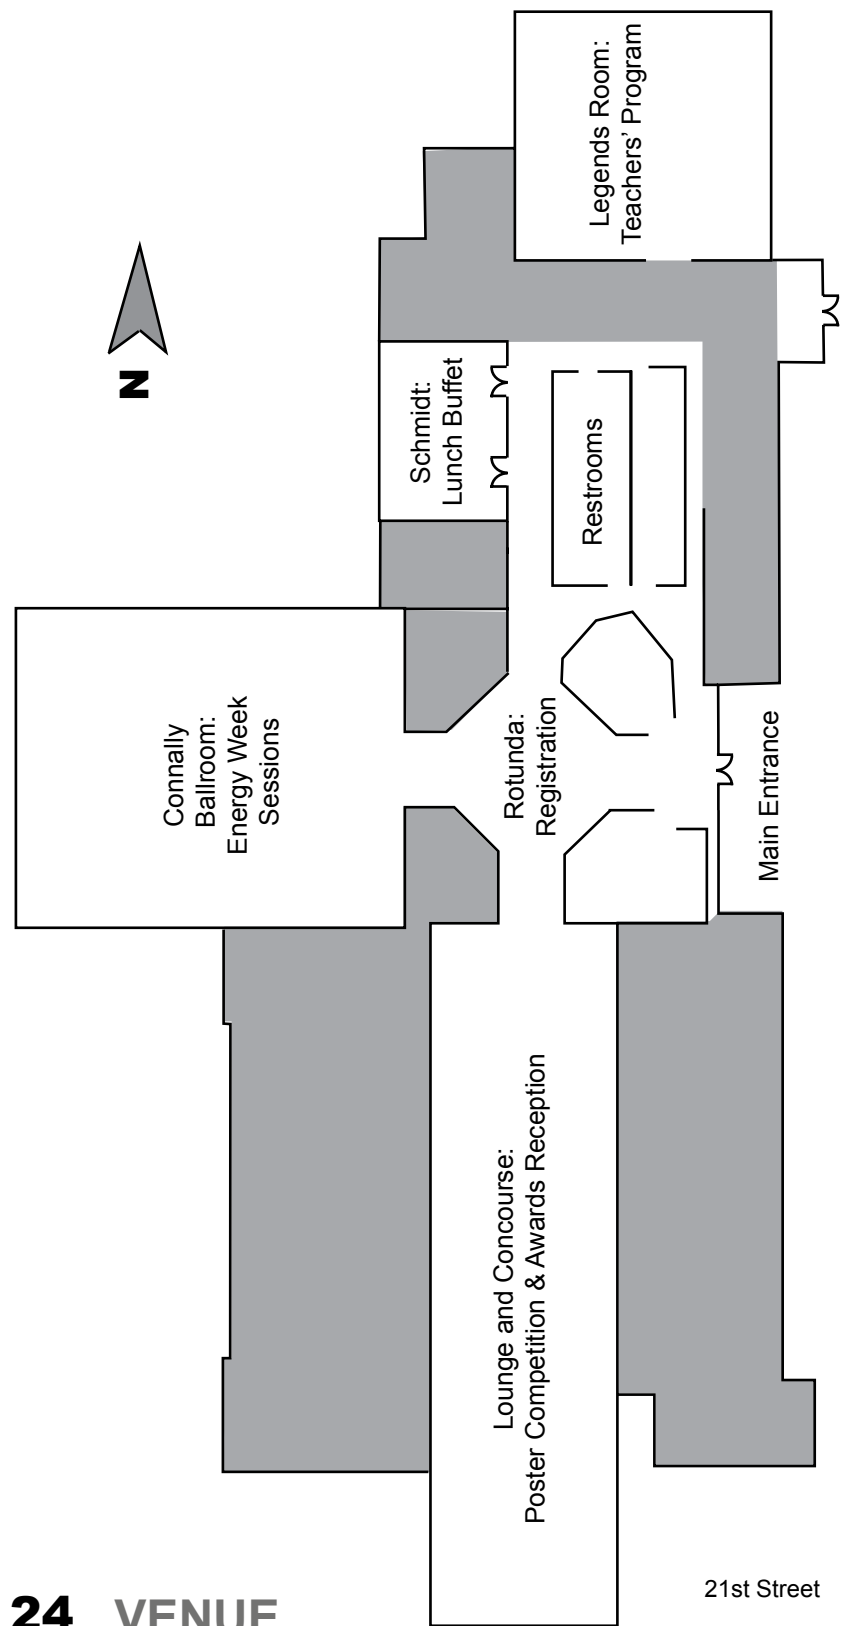 Legends Room:
Teachers’ Program
N
Schmidt:
Lunch Buffet
Restrooms
Connally
Ballroom:
Energy Week
Sessions
Rotunda:
Registration
Main Entrance
Lounge and Concourse:
Poster Competition & Awards Reception
21st Street
24 VENUE